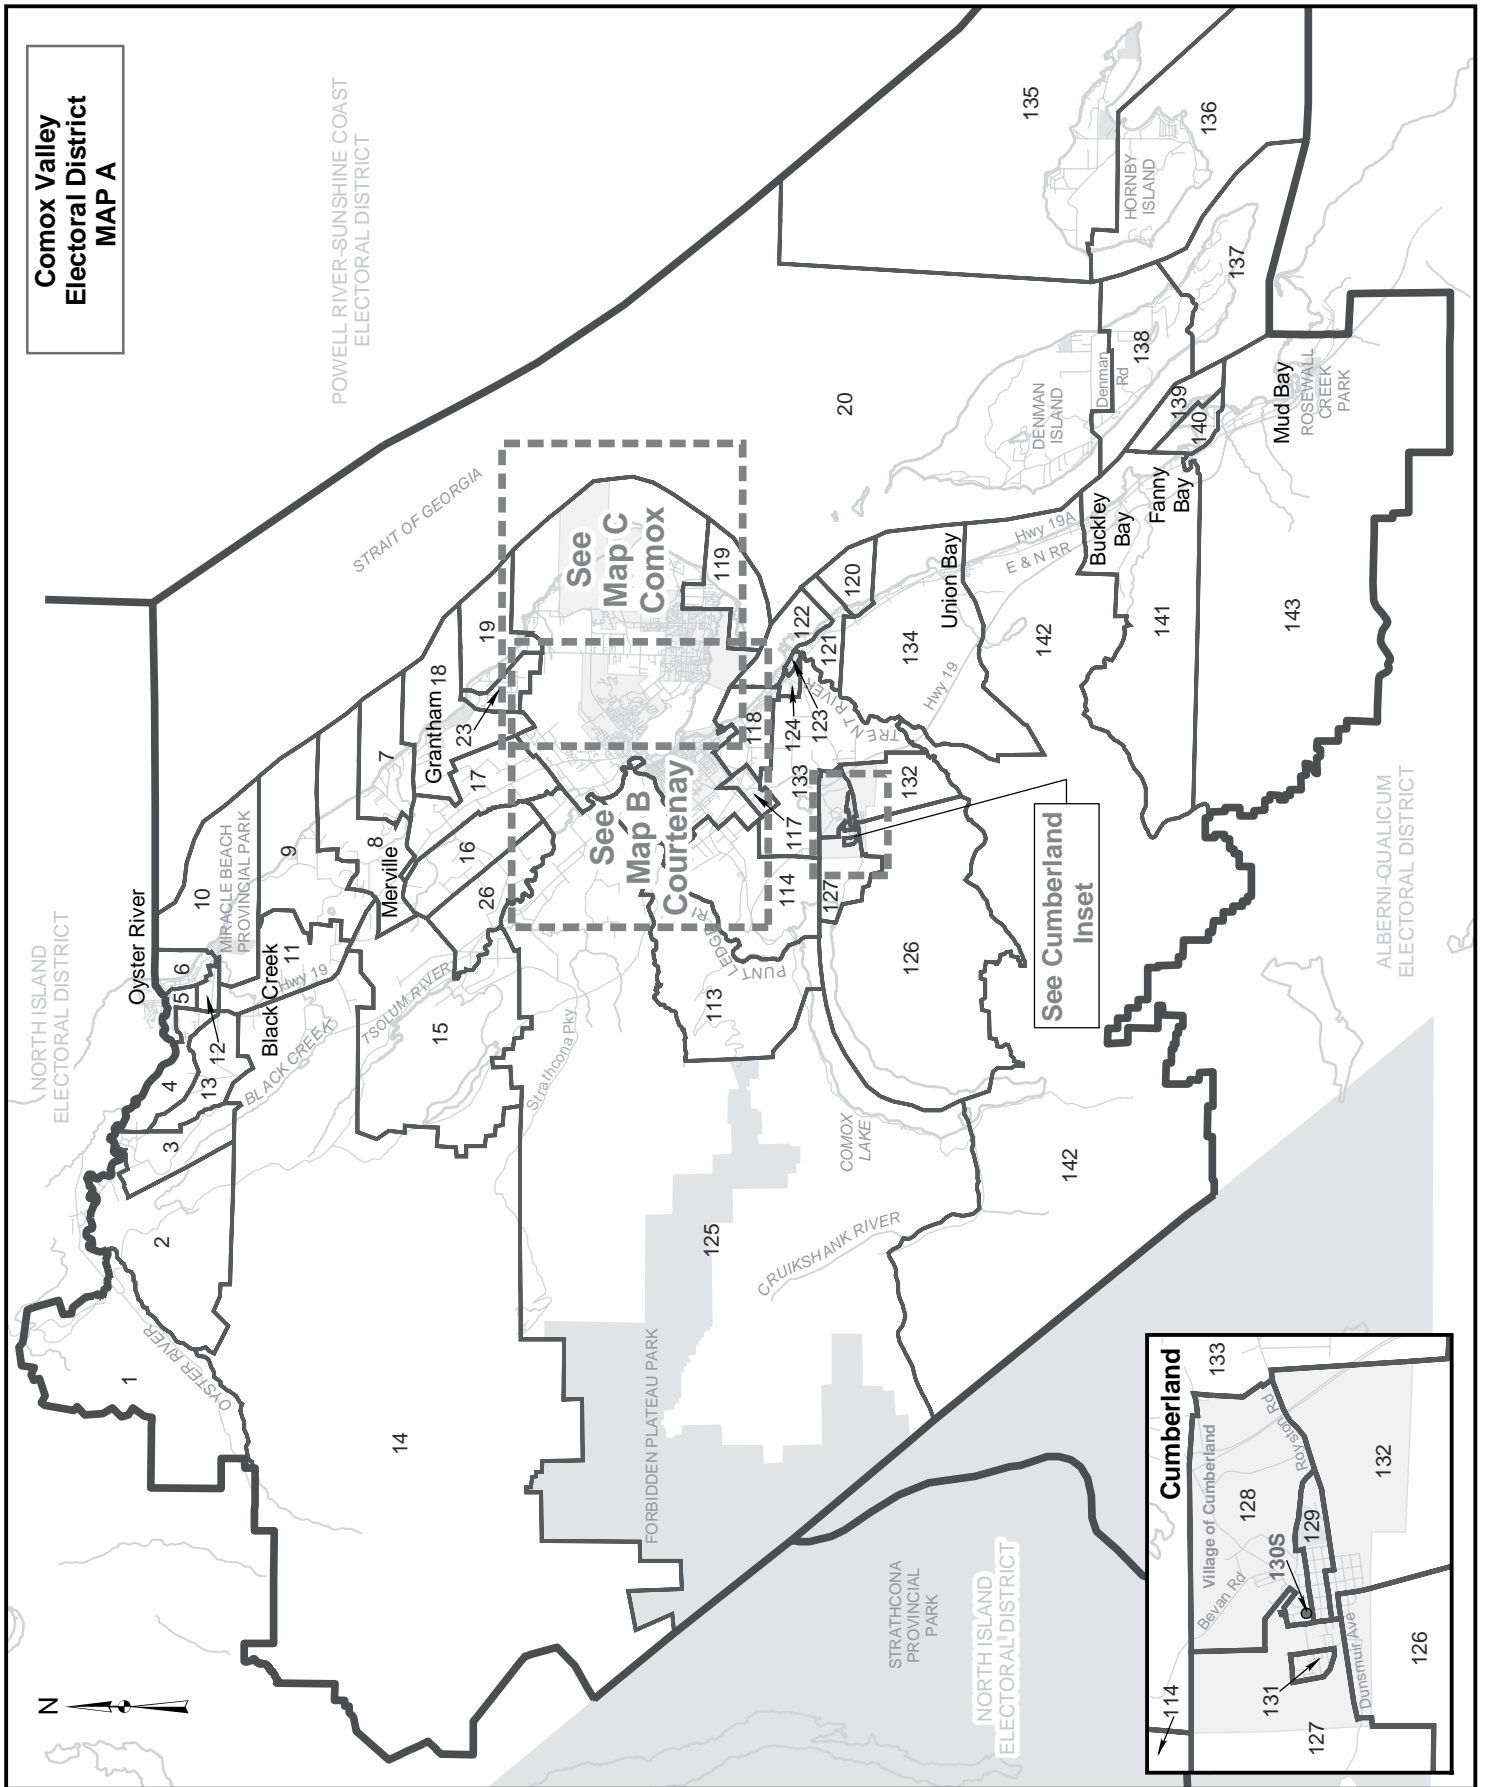 Comox Valley
Electoral District
MAP A
N
NORTH ISLAND
ELECTORAL DISTRICT
POWELL RIVER-SUNSHINE COAST
ELECTORAL DISTRICT
STRAIT OF GEORGIA
Oyster River
MIRACLE BEACH
PROVINCIAL PARK
Black Creek
Hwy 19
BLACK CREEK
TSOLUM RIVER
OYSTER RIVER
Merville
Grantham
Strathcona Pky
1
2
3
4
5
6
7
8
9
10
11
12
13
14
15
16
17
18
19
20
23
26
See
Map B
Courtenay
See
Map C
Comox
PUNT
LEDGE RI
113
114
117
118
119
120
121
122
123
124
125
126
127
132
133
134
TRENT RIVER
Hwy 19
Union Bay
Hwy 19A
E & N RR
Buckley
Bay
Fanny
Bay
Mud Bay
ROSEWALL
CREEK
PARK
DENMAN
ISLAND
Denman
Rd
HORNBY
ISLAND
135
136
137
138
139
140
141
142
142
143
FORBIDDEN PLATEAU PARK
COMOX
LAKE
CRUIKSHANK RIVER
See Cumberland
Inset
STRATHCONA
PROVINCIAL
PARK
NORTH ISLAND
ELECTORAL DISTRICT
ALBERNI-QUALICUM
ELECTORAL DISTRICT
Cumberland
114
133
Village of Cumberland
Bevan Rd
128
130S
129
Royston Rd
132
131
Dunsmuir Ave
127
126